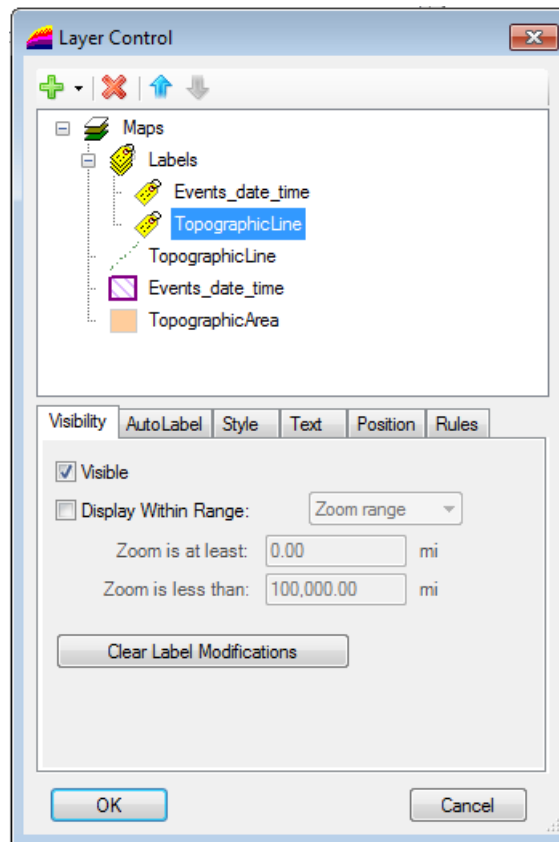 Layer Control
Maps
Labels
Events_date_time
TopographicLine
TopographicLine
Events_date_time
TopographicArea
Visibility AutoLabel Style Text Position Rules
Visible
Display Within Range: Zoom range
Zoom is at least: 0.00 mi
Zoom is less than: 100,000.00 mi
Clear Label Modifications
OK Cancel